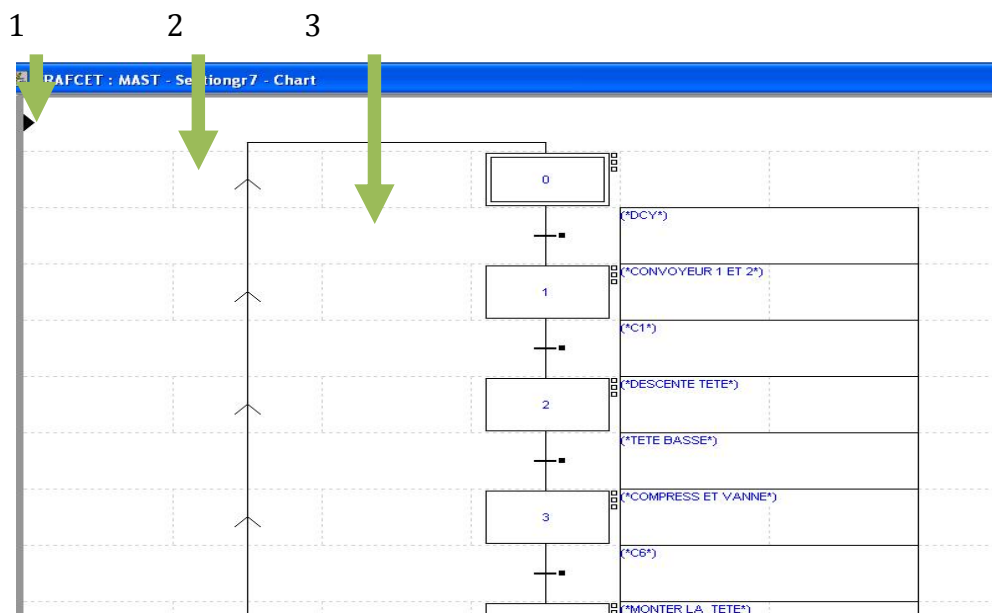 1 2 3
RAFCET : MAST - Sectiongr7 - Chart
0
(*DCY*)
1
(*CONVOYEUR 1 ET 2*)
(*C1*)
2
(*DESCENTE TETE*)
(*TETE BASSE*)
3
(*COMPRESS ET VANNE*)
(*C6*)
(*MONTER LA TETE*)